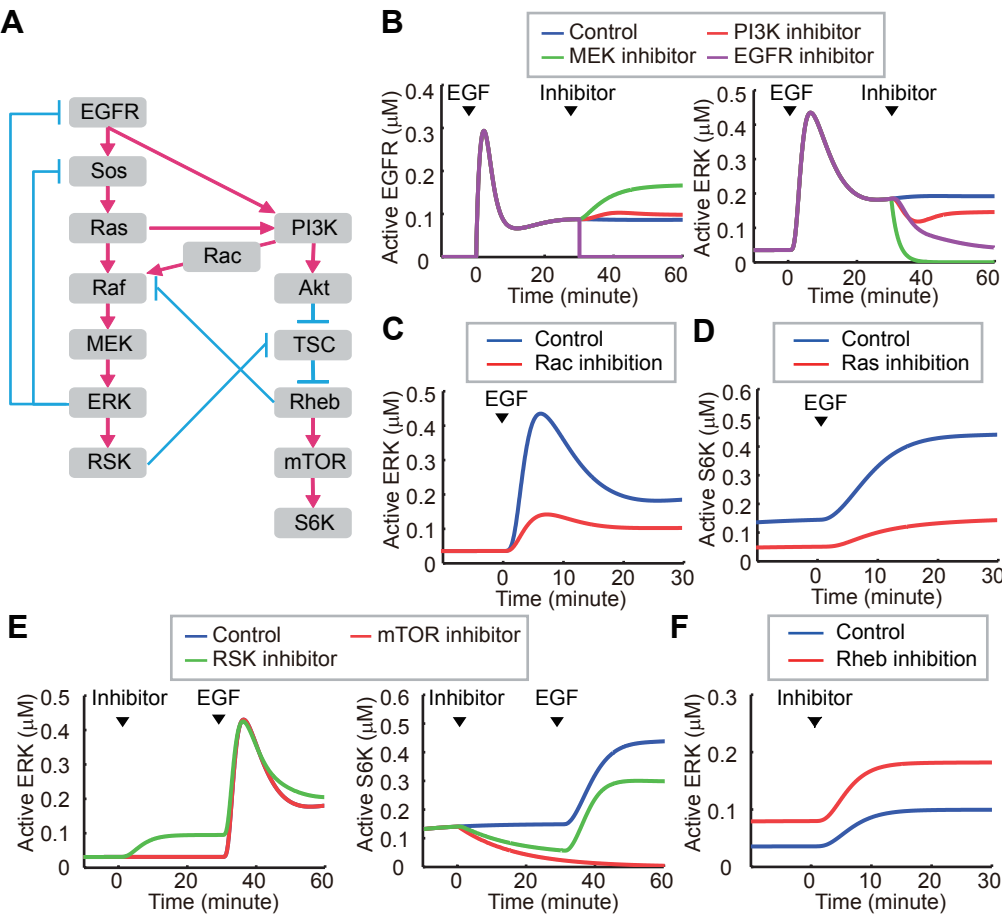 A
EGFR
Sos
Ras
PI3K
Rac
Raf
Akt
MEK
TSC
ERK
Rheb
RSK
mTOR
S6K
B
Control
PI3K inhibitor
MEK inhibitor
EGFR inhibitor
Active EGFR (μM)
0.4
0.3
0.2
0.1
0
EGF
Inhibitor
0
20
40
60
Time (minute)
Active ERK (μM)
0.5
0.4
0.3
0.2
0.1
0
EGF
Inhibitor
0
20
40
60
Time (minute)
C
Control
Rac inhibition
Active ERK (μM)
0.5
0.4
0.3
0.2
0.1
0
EGF
0
10
20
30
Time (minute)
D
Control
Ras inhibition
Active S6K (μM)
0.6
0.5
0.4
0.3
0.2
0.1
0
EGF
0
10
20
30
Time (minute)
E
Control
mTOR inhibitor
RSK inhibitor
Active ERK (μM)
0.5
0.4
0.3
0.2
0.1
0
Inhibitor
EGF
0
20
40
60
Time (minute)
Active S6K (μM)
0.6
0.5
0.4
0.3
0.2
0.1
0
Inhibitor
EGF
0
20
40
60
Time (minute)
F
Control
Rheb inhibition
Active ERK (μM)
0.3
0.2
0.1
0
Inhibitor
0
10
20
30
Time (minute)